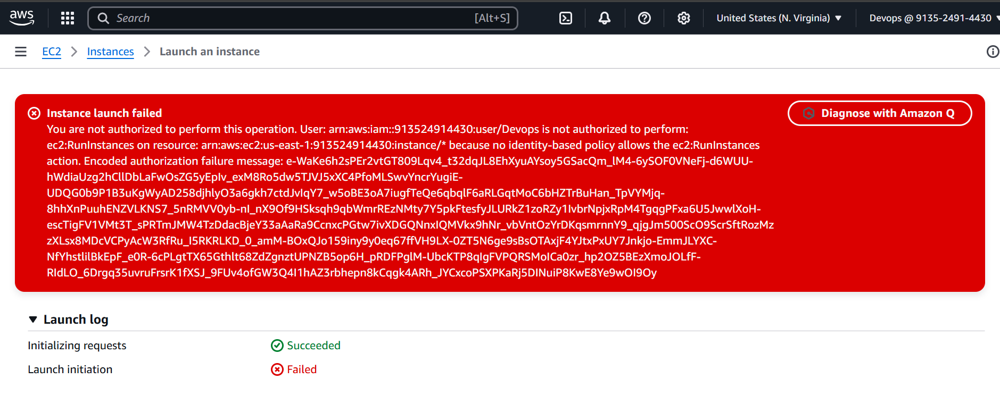 aws
Search [Alt+S]
United States (N. Virginia)
Devops @ 9135-2491-4430
EC2 Instances Launch an instance
Instance launch failed
Diagnose with Amazon Q
You are not authorized to perform this operation. User: arn:aws:iam::913524914430:user/Devops is not authorized to perform:
ec2:RunInstances on resource: arn:aws:ec2:us-east-1:913524914430:instance/* because no identity-based policy allows the ec2:RunInstances
action. Encoded authorization failure message: e-WaKe6h2sPEr2vtGT809Lqv4_t32dqJL8EhXyuAYsoy5GSacQm_lM4-6ySOF0VNeFj-d6WUU-
hWdiaUzg2hCllDbLaFwOsZG5yEpIv_exM8Ro5dw5TJVJ5xXC4PfoMLSwvYncrYugiE-
UDQG0b9P1B3uKgWyAD258djhlyO3a6gkh7ctdJvIqY7_w5oBE3oA7iugfTeQe6qbqlF6aRLGqtMoC6bHZTrBuHan_TpVYMjq-
8hhXnPuuhENZVLKNS7_5nRMVV0yb-nI_nX9Of9HSksqh9qbWmrREzNMty7Y5pkFtesfyJLURkZ1zoRZy1IvbrNpjxRpM4TgqgPFxa6U5JwwlXoH-
escTigFV1VMt3T_sPRTmJMW4TzDdacBjeY33aAaRa9CcnxcPGtw7ivXDGQNnxIQMVkx9hNr_vbVntOzYrDKqsmrnnY9_qjgJm500ScO9ScrSftRozMz
zXLsx8MDcVCPyAcW3RfRu_I5RKRLKD_0_amM-BOxQJo159iny9y0eq67ffVH9LX-0ZT5N6ge9sBsOTAxjF4YJtxPxUY7Jnkjo-EmmJLYXC-
NfYhstlilBkEpF_e0R-6cPLgtTX65Gthlt68ZdZgnztUPNZB5op6H_pRDFPglM-UbcKTP8qIgFVPQRSMoICa0zr_hp2OZ5BEzXmoJOLfF-
RIdLO_6Drgq35uvruFrsrK1fXSJ_9FUv4ofGW3Q4I1hAZ3rbhepn8kCqgk4ARh_JYCxcoPSXPKaRj5DINuiP8KwE8Ye9wOI9Oy
Launch log
Initializing requests Succeeded
Launch initiation Failed